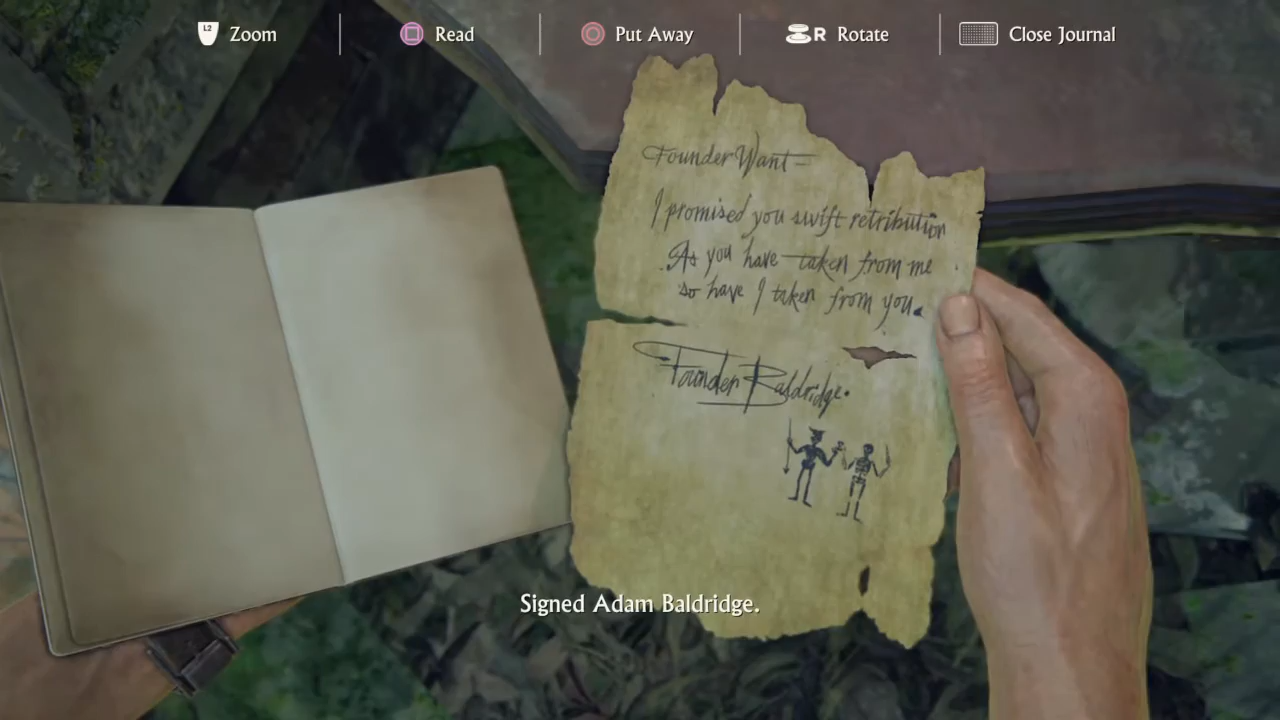 L2 Zoom Read Put Away R Rotate Close Journal
Founder Want—
I promised you swift retribution
As you have taken from me
so have I taken from you.
Founder Baldridge.
Signed Adam Baldridge.